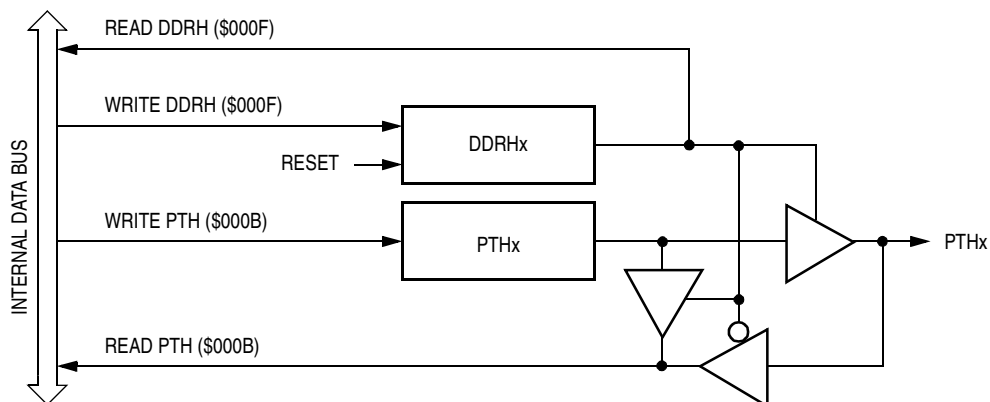 READ DDRH ($000F)
WRITE DDRH ($000F)
DDRHx
RESET
INTERNAL DATA BUS
WRITE PTH ($000B)
PTHx
PTHx
READ PTH ($000B)